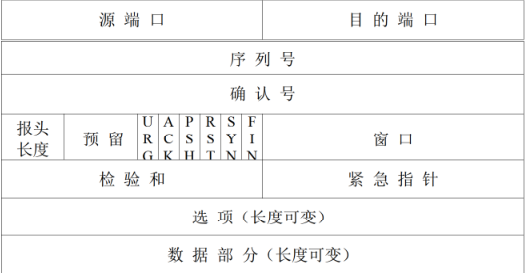 源 端 口 目 的 端 口
序 列 号
确 认 号
报头长度 预 留 URG ACK PSH RST SYN FIN 窗 口
检 验 和 紧 急 指 针
选 项（长度可变）
数 据 部 分（长度可变）